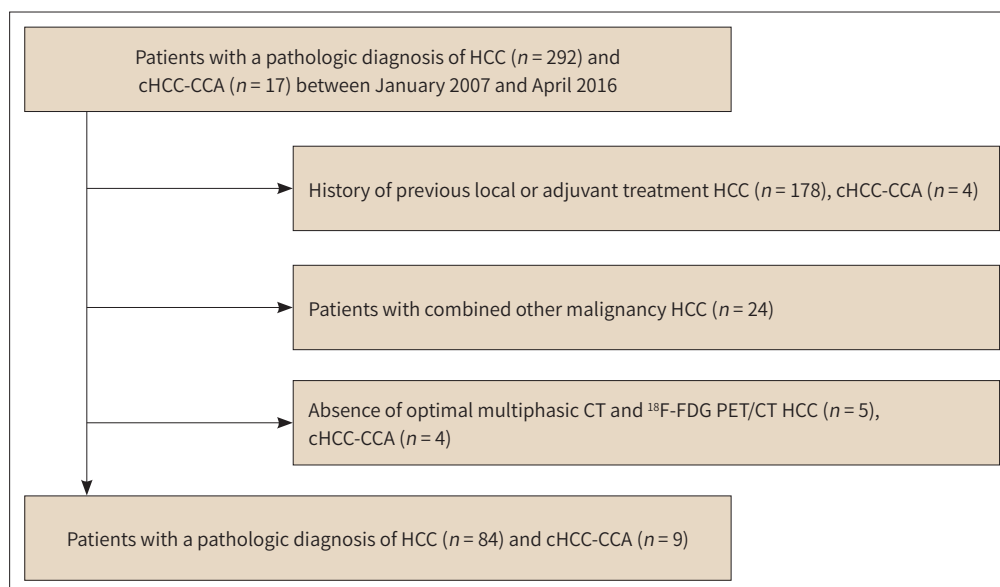 Patients with a pathologic diagnosis of HCC (n = 292) and
cHCC-CCA (n = 17) between January 2007 and April 2016
History of previous local or adjuvant treatment HCC (n = 178), cHCC-CCA (n = 4)
Patients with combined other malignancy HCC (n = 24)
Absence of optimal multiphasic CT and ¹⁸F-FDG PET/CT HCC (n = 5),
cHCC-CCA (n = 4)
Patients with a pathologic diagnosis of HCC (n = 84) and cHCC-CCA (n = 9)